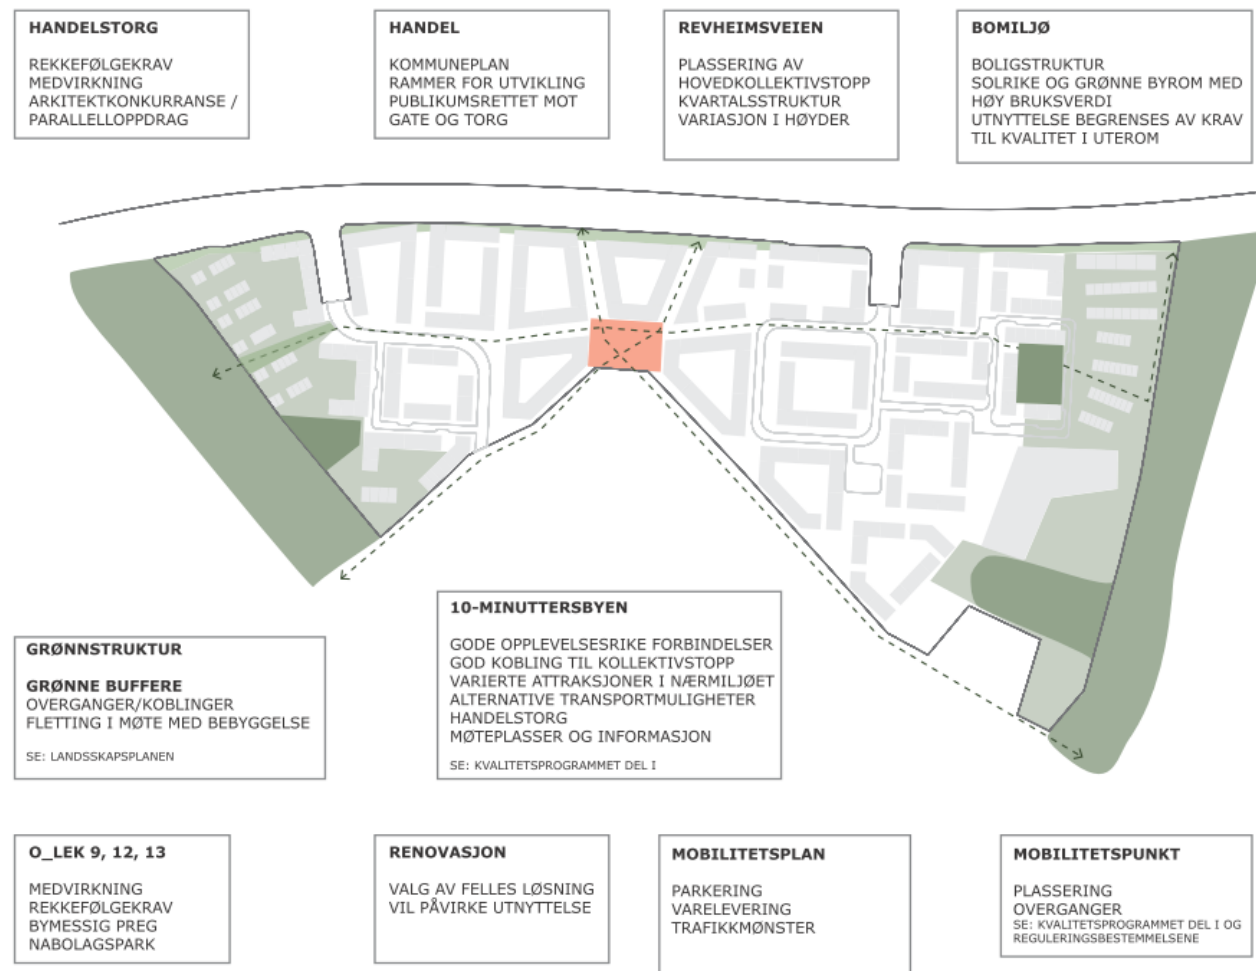 HANDELSTORG
REKKEFØLGEKRAV
MEDVIRKNING
ARKITEKTKONKURRANSE /
PARALLELLOPPDRAG
HANDEL
KOMMUNEPLAN
RAMMER FOR UTVIKLING
PUBLIKUMSRETTET MOT
GATE OG TORG
REVHEIMSVEIEN
PLASSERING AV
HOVEDKOLLEKTIVSTOPP
KVARTALSSTRUKTUR
VARIASJON I HØYDER
BOMILJØ
BOLIGSTRUKTUR
SOLRIKE OG GRØNNE BYROM MED
HØY BRUKSVERDI
UTNYTTELSE BEGRENSES AV KRAV
TIL KVALITET I UTEROM
GRØNNSTRUKTUR
GRØNNE BUFFERE
OVERGANGER/KOBLINGER
FLETTING I MØTE MED BEBYGGELSE
SE: LANDSSKAPSPLANEN
10-MINUTTERSBYEN
GODE OPPLEVELSESRIKE FORBINDELSER
GOD KOBLING TIL KOLLEKTIVSTOPP
VARIERTE ATTRAKSJONER I NÆRMILJØET
ALTERNATIVE TRANSPORTMULIGHETER
HANDELSTORG
MØTEPLASSER OG INFORMASJON
SE: KVALITETSPROGRAMMET DEL I
O_LEK 9, 12, 13
MEDVIRKNING
REKKEFØLGEKRAV
BYMESSIG PREG
NABOLAGSPARK
RENOVASJON
VALG AV FELLES LØSNING
VIL PÅVIRKE UTNYTTELSE
MOBILITETSPLAN
PARKERING
VARELEVERING
TRAFIKKMØNSTER
MOBILITETSPUNKT
PLASSERING
OVERGANGER
SE: KVALITETSPROGRAMMET DEL I OG
REGULERINGSBESTEMMELSENE